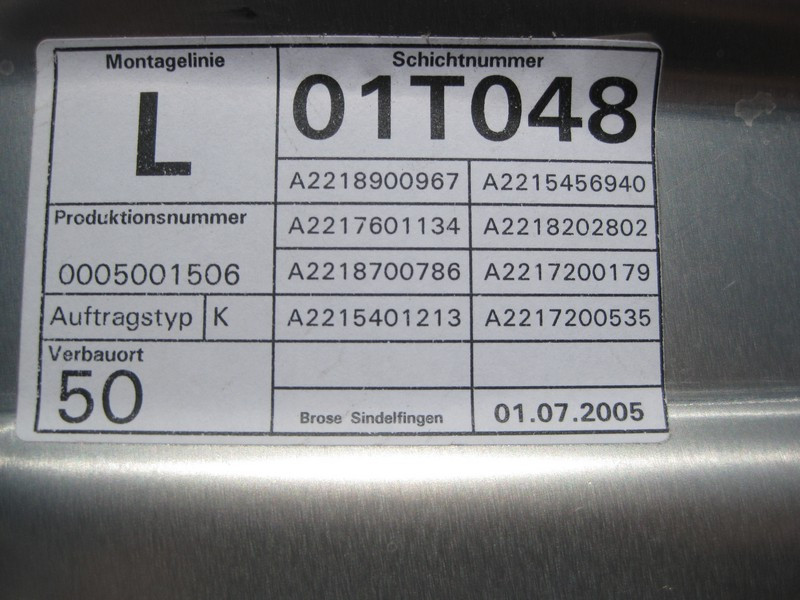 Montagelinie
L
Schichtnummer
01T048
A2218900967 A2215456940
Produktionsnummer
0005001506
A2217601134 A2218202802
A2218700786 A2217200179
Auftragstyp K
A2215401213 A2217200535
Verbauort
50
Brose Sindelfingen
01.07.2005